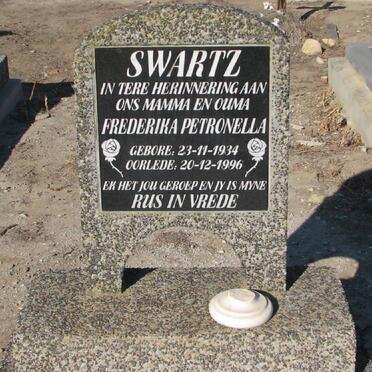 SWARTZ
IN TERE HERINNERING AAN
ONS MAMMA EN OUMA
FREDERIKA PETRONELLA
GEBORE: 23-11-1934
OORLEDE: 20-12-1996
EK HET JOU GEROEP EN JY IS MYNE
RUS IN VREDE